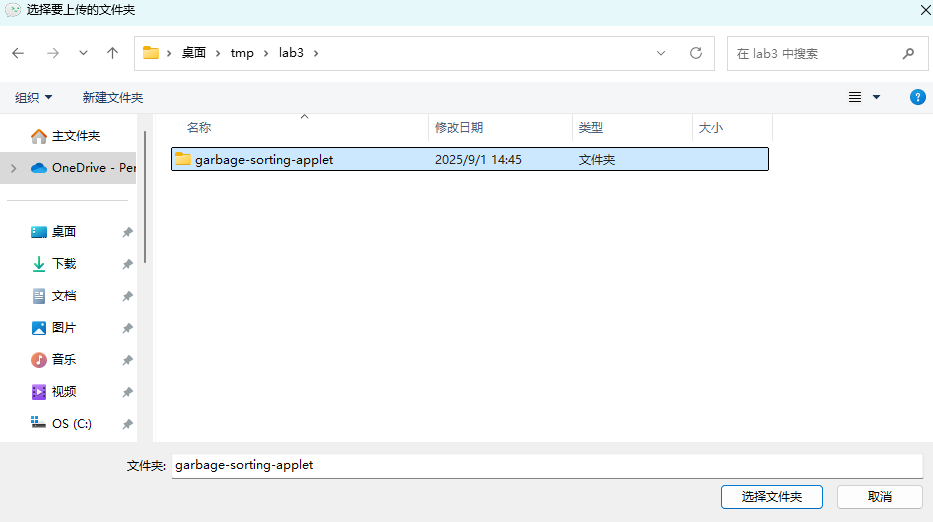 选择要上传的文件夹
桌面 tmp lab3
在 lab3 中搜索
组织 新建文件夹
名称 修改日期 类型 大小
主文件夹
garbage-sorting-applet 2025/9/1 14:45 文件夹
OneDrive - Per
桌面
下载
文档
图片
音乐
视频
OS (C:)
文件夹: garbage-sorting-applet
选择文件夹 取消